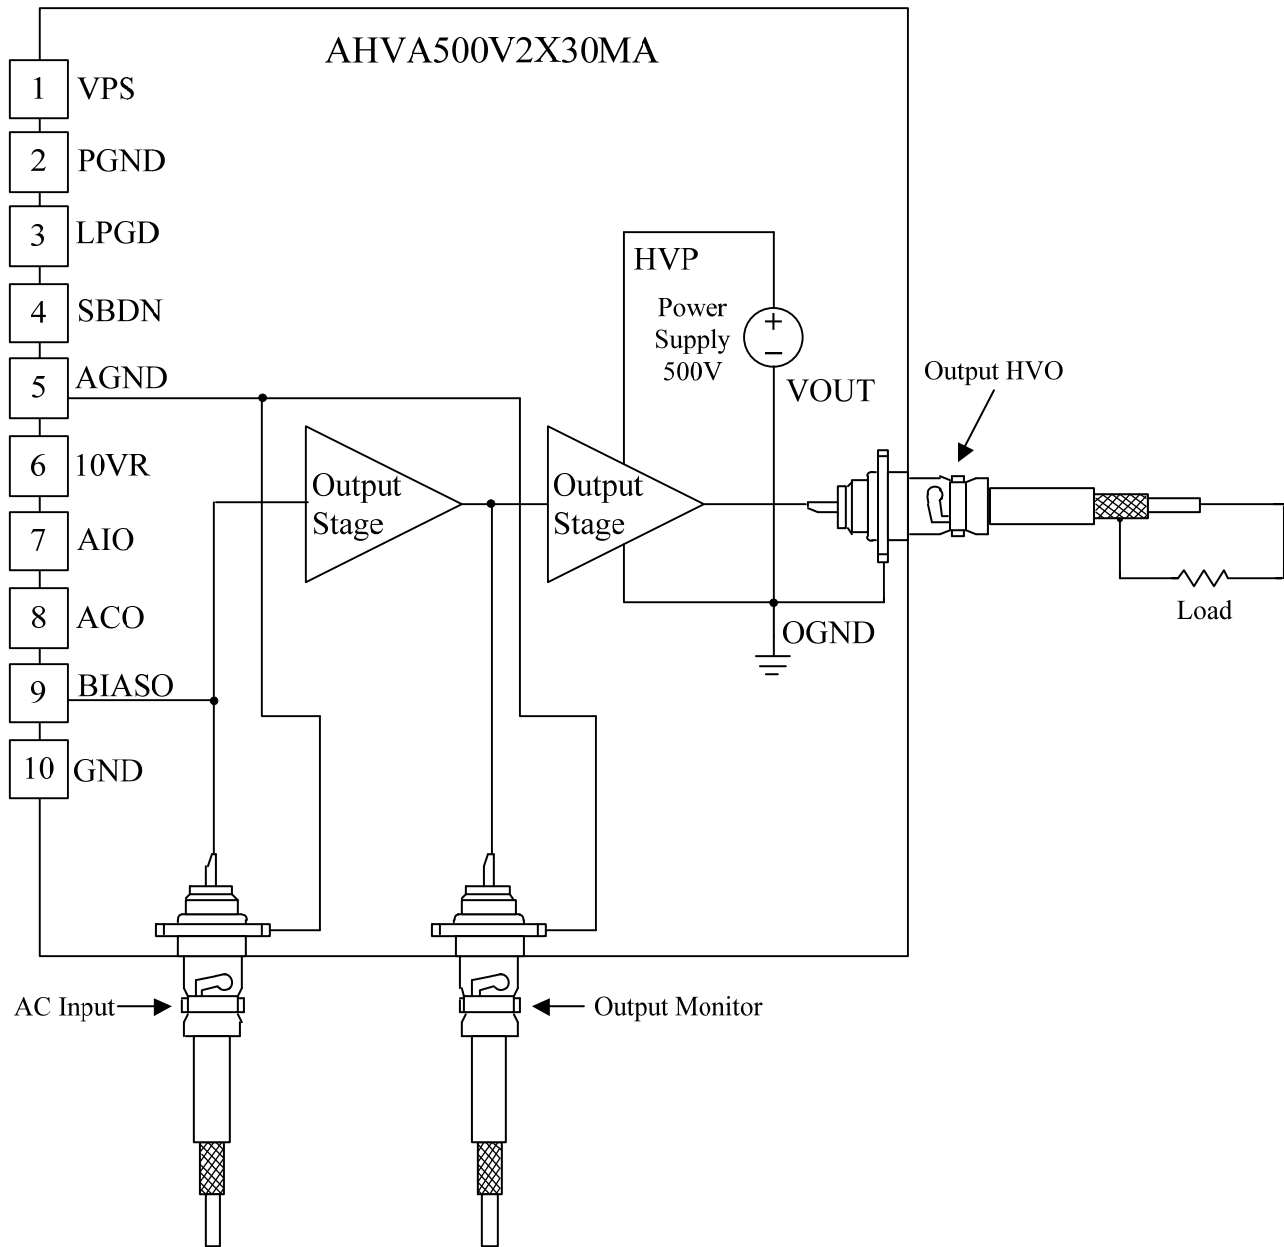 AHVA500V2X30MA
1 VPS
2 PGND
3 LPGD
4 SBDN
5 AGND
6 10VR
7 AIO
8 ACO
9 BIASO
10 GND
HVP
Power
Supply
500V
+
−
VOUT
Output HVO
Output
Stage
Output
Stage
OGND
Load
AC Input
Output Monitor